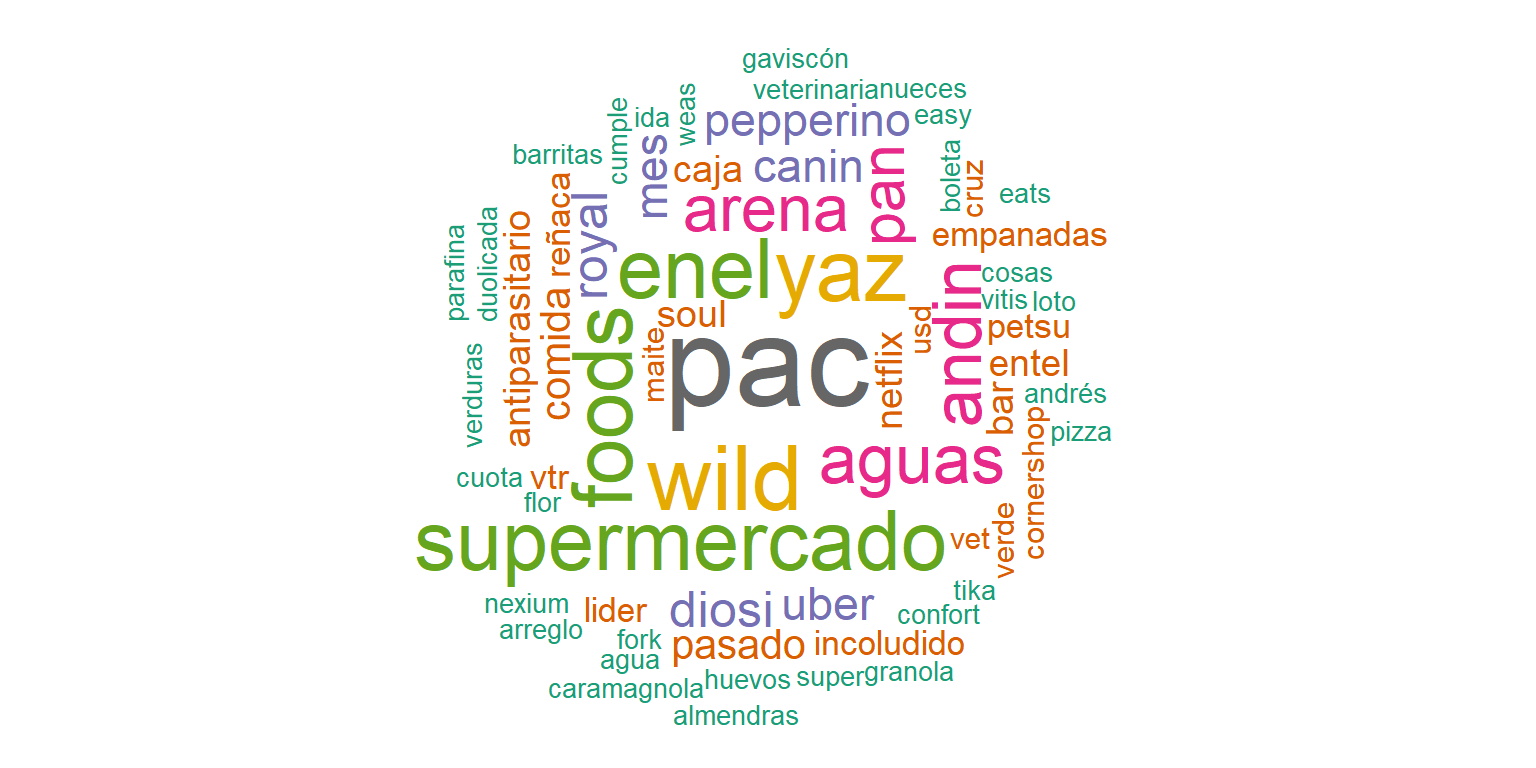 gaviscón
veterinaria nueces
cumple ida weas pepperino easy
barritas mes caja canin pan boleta cruz eats
royal arena empanadas
parafina duolicada antiparasitario reñaca enel yaz andin cosas
vitis loto
comida foods soul usd petsu
maite pac netflix entel
verduras bar andrés
pizza
cuota vtr wild aguas cornershop
flor
supermercado vet verde
tika
nexium lider diosi uber confort
arreglo
fork pasado incoludido
agua
caramagnola huevos super granola
almendras